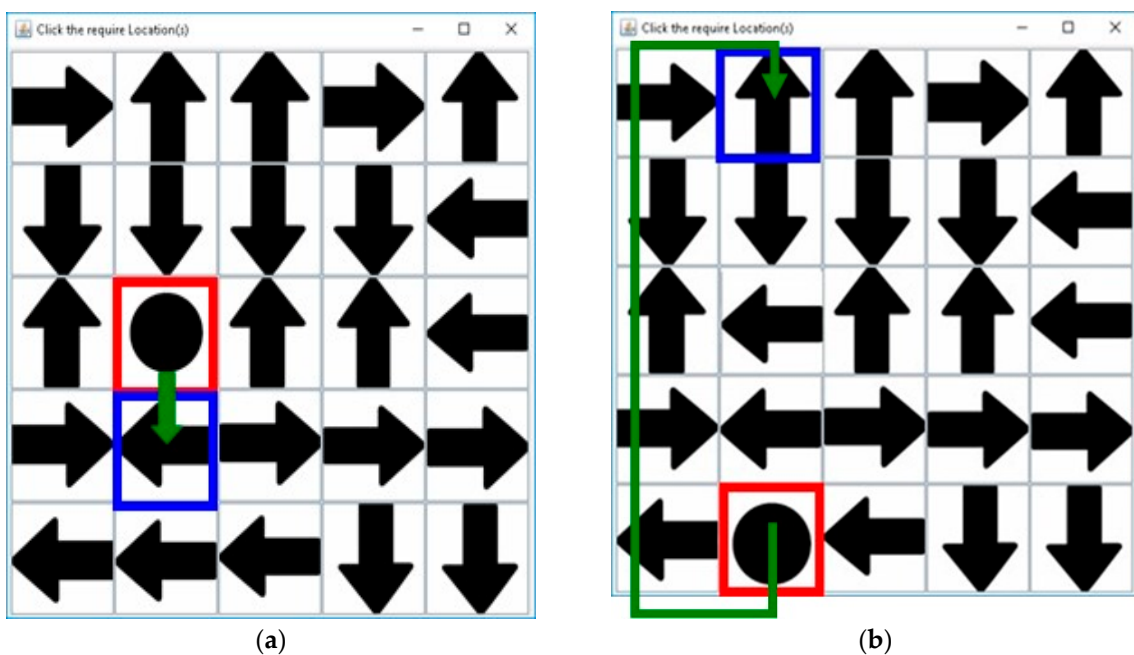 Click the require Location(s)
Click the require Location(s)
(a)
(b)